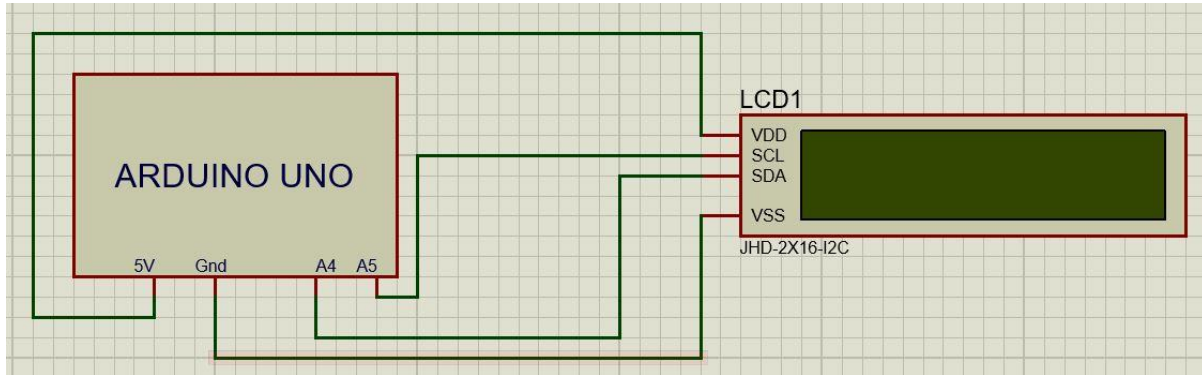 LCD1
VDD
SCL
SDA
VSS
JHD-2X16-I2C
ARDUINO UNO
5V Gnd A4 A5